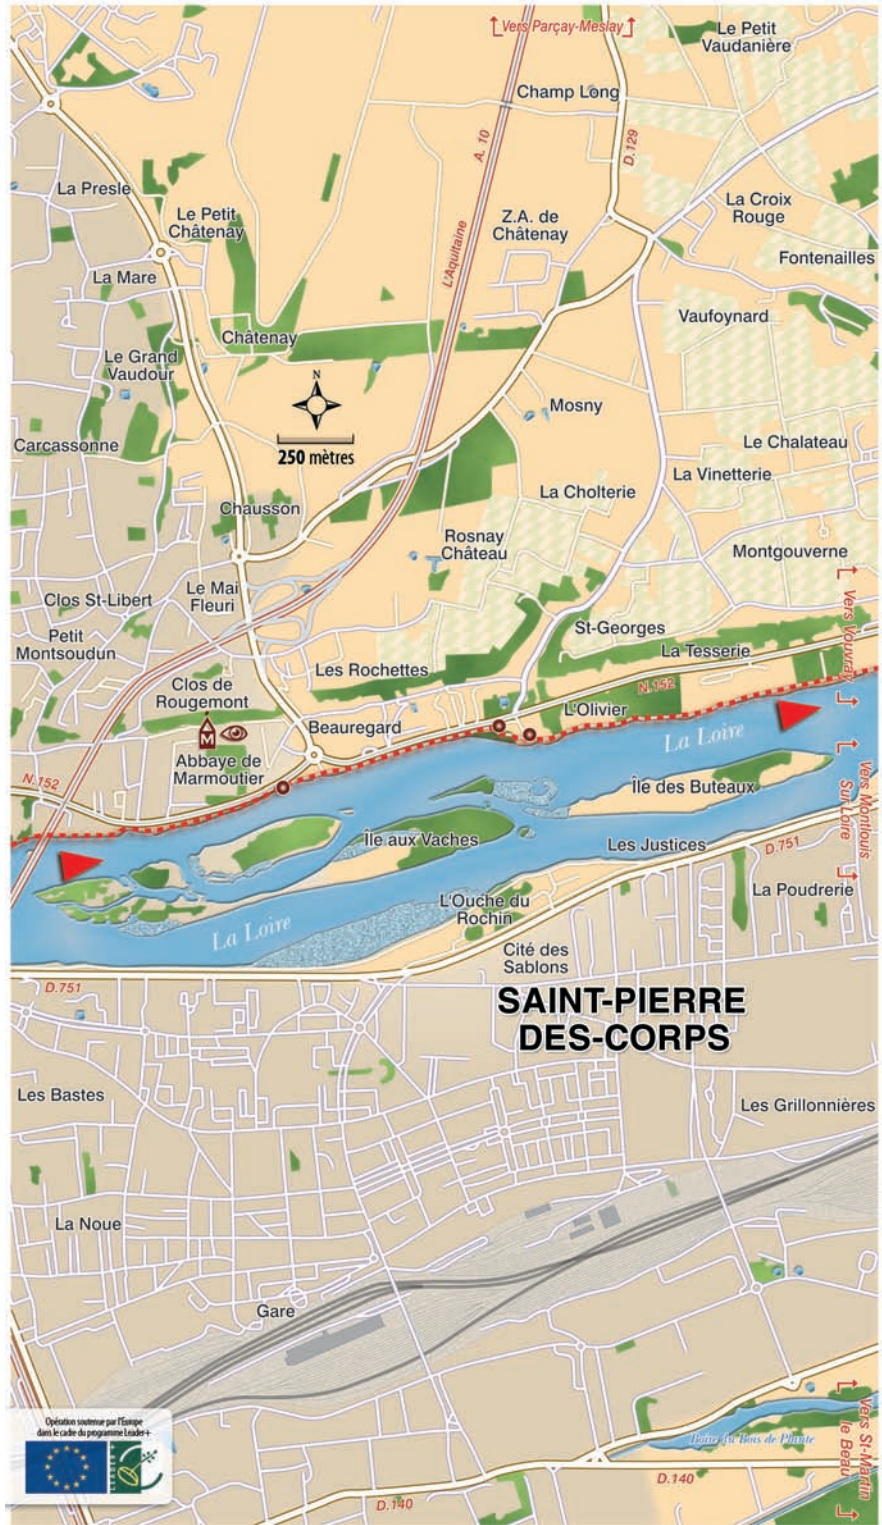 Vers Parçay-Meslay
Le Petit
Vaudanière
Champ Long
A. 10
D.129
La Presle
Le Petit
Châtenay
Z.A. de
Châtenay
La Croix
Rouge
L'Aquitaine
La Mare
Fontenailles
Châtenay
Vaufoynard
Le Grand
Vaudour
N
Mosny
Carcassonne
250 mètres
Le Chalateau
La Vinetterie
La Cholterie
Chausson
Rosnay
Château
Montgouverne
Le Mai
Fleuri
Clos St-Libert
Vers Vouvray
Petit
Montsoudun
St-Georges
La Tesserie
Les Rochettes
Clos de
Rougemont
N.152
L'Olivier
Beauregard
M
La Loire
Abbaye de
Marmoutier
N.152
Île des Buteaux
Vers Montlouis
Sur Loire
Île aux Vaches
Les Justices
D.751
La Poudrerie
L'Ouche du
Rochin
La Loire
Cité des
Sablons
D.751
SAINT-PIERRE
DES-CORPS
Les Bastes
Les Grillonnières
La Noue
Gare
Vers St-Martin
le Beau
Opération soutenue par l'Europe
dans le cadre du programme Leader+
LEADER+
D.140
D.140